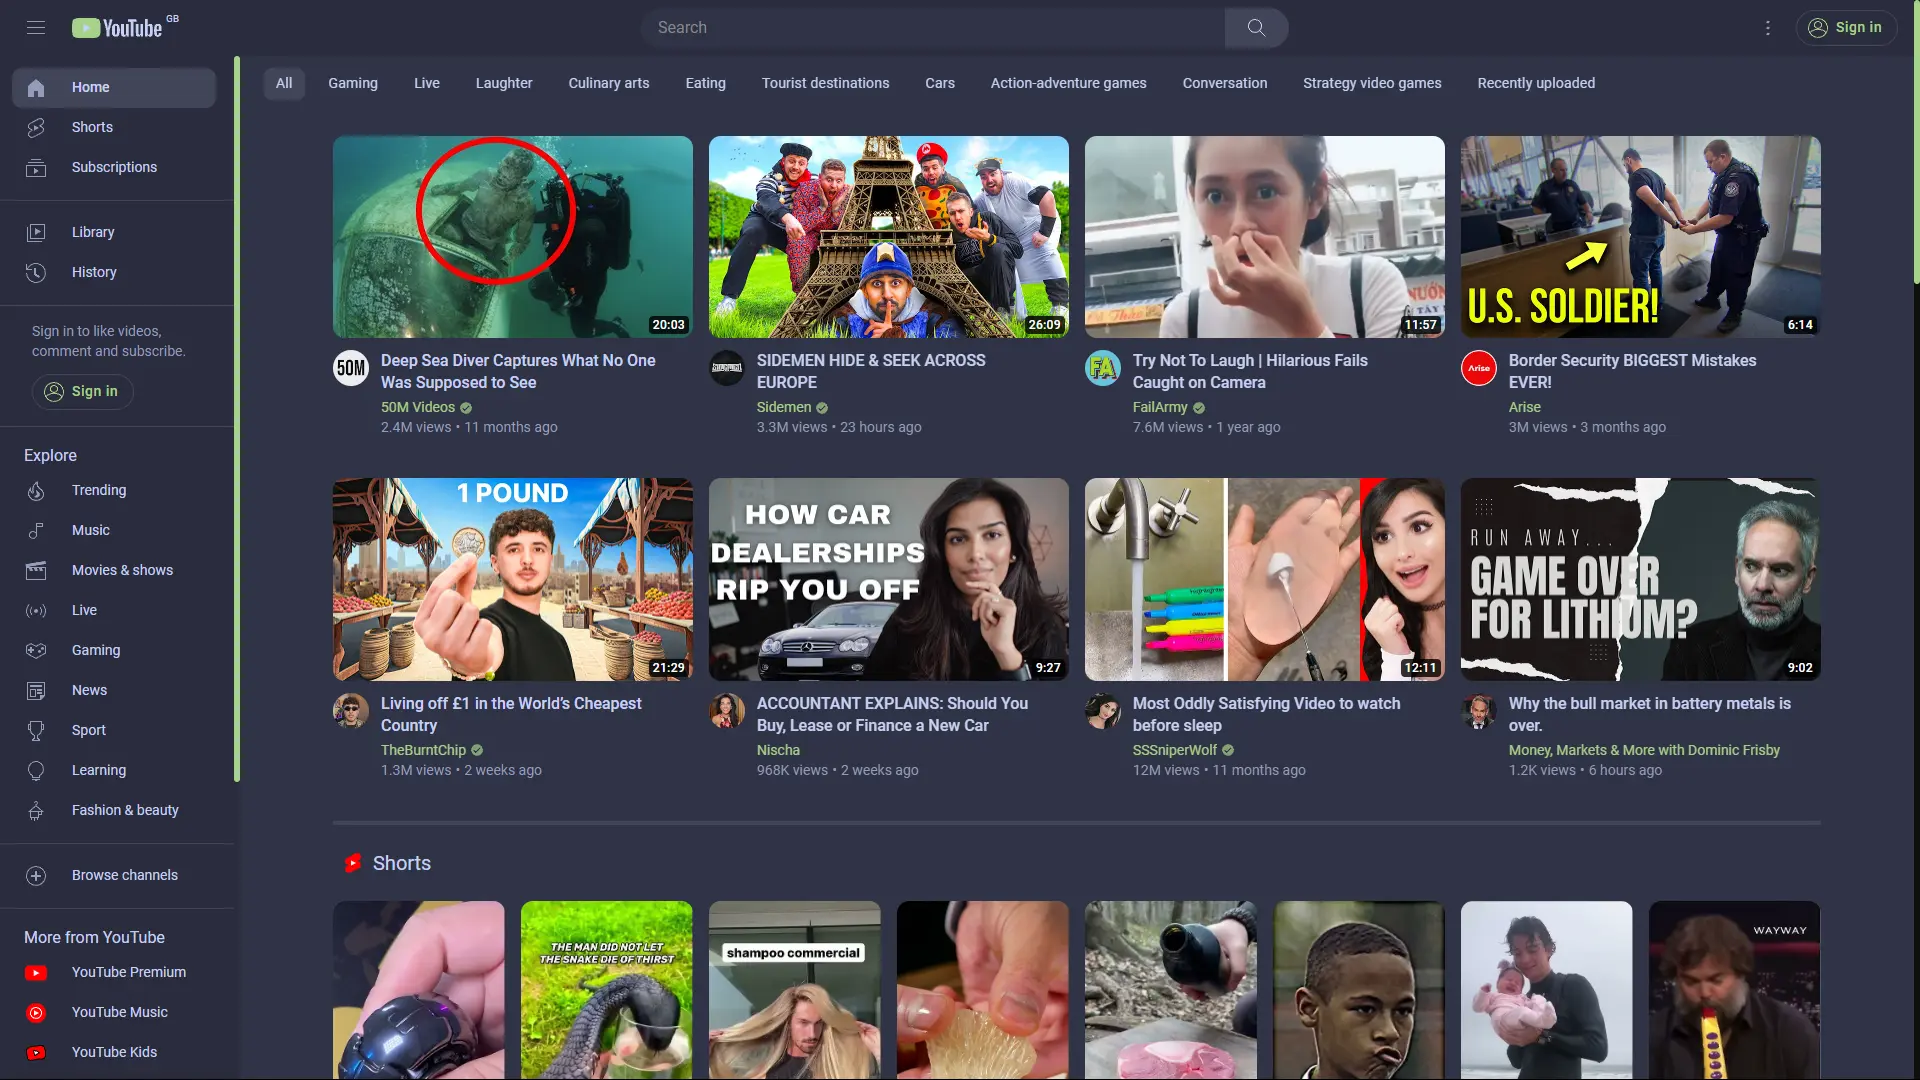 YouTube GB
Search
Sign in
Home
Shorts
Subscriptions
Library
History
Sign in to like videos,
comment and subscribe.
Sign in
Explore
Trending
Music
Movies & shows
Live
Gaming
News
Sport
Learning
Fashion & beauty
Browse channels
More from YouTube
YouTube Premium
YouTube Music
YouTube Kids
All Gaming Live Laughter Culinary arts Eating Tourist destinations Cars Action-adventure games Conversation Strategy video games Recently uploaded
20:03
50M
Deep Sea Diver Captures What No One
Was Supposed to See
50M Videos
2.4M views • 11 months ago
26:09
SIDEMEN HIDE & SEEK ACROSS
EUROPE
Sidemen
3.3M views • 23 hours ago
NƯỚN
TÂY
11:57
FA
Try Not To Laugh | Hilarious Fails
Caught on Camera
FailArmy
7.6M views • 1 year ago
U.S. SOLDIER!
6:14
Arise
Border Security BIGGEST Mistakes
EVER!
Arise
3M views • 3 months ago
1 POUND
21:29
Living off £1 in the World’s Cheapest
Country
TheBurntChip
1.3M views • 2 weeks ago
HOW CAR
DEALERSHIPS
RIP YOU OFF
9:27
ACCOUNTANT EXPLAINS: Should You
Buy, Lease or Finance a New Car
Nischa
968K views • 2 weeks ago
12:11
Most Oddly Satisfying Video to watch
before sleep
SSSniperWolf
12M views • 11 months ago
RUN AWAY...
GAME OVER
FOR LITHIUM?
9:02
Why the bull market in battery metals is
over.
Money, Markets & More with Dominic Frisby
1.2K views • 6 hours ago
Shorts
THE MAN DID NOT LET
THE SNAKE DIE OF THIRST
shampoo commercial
WAYWAY